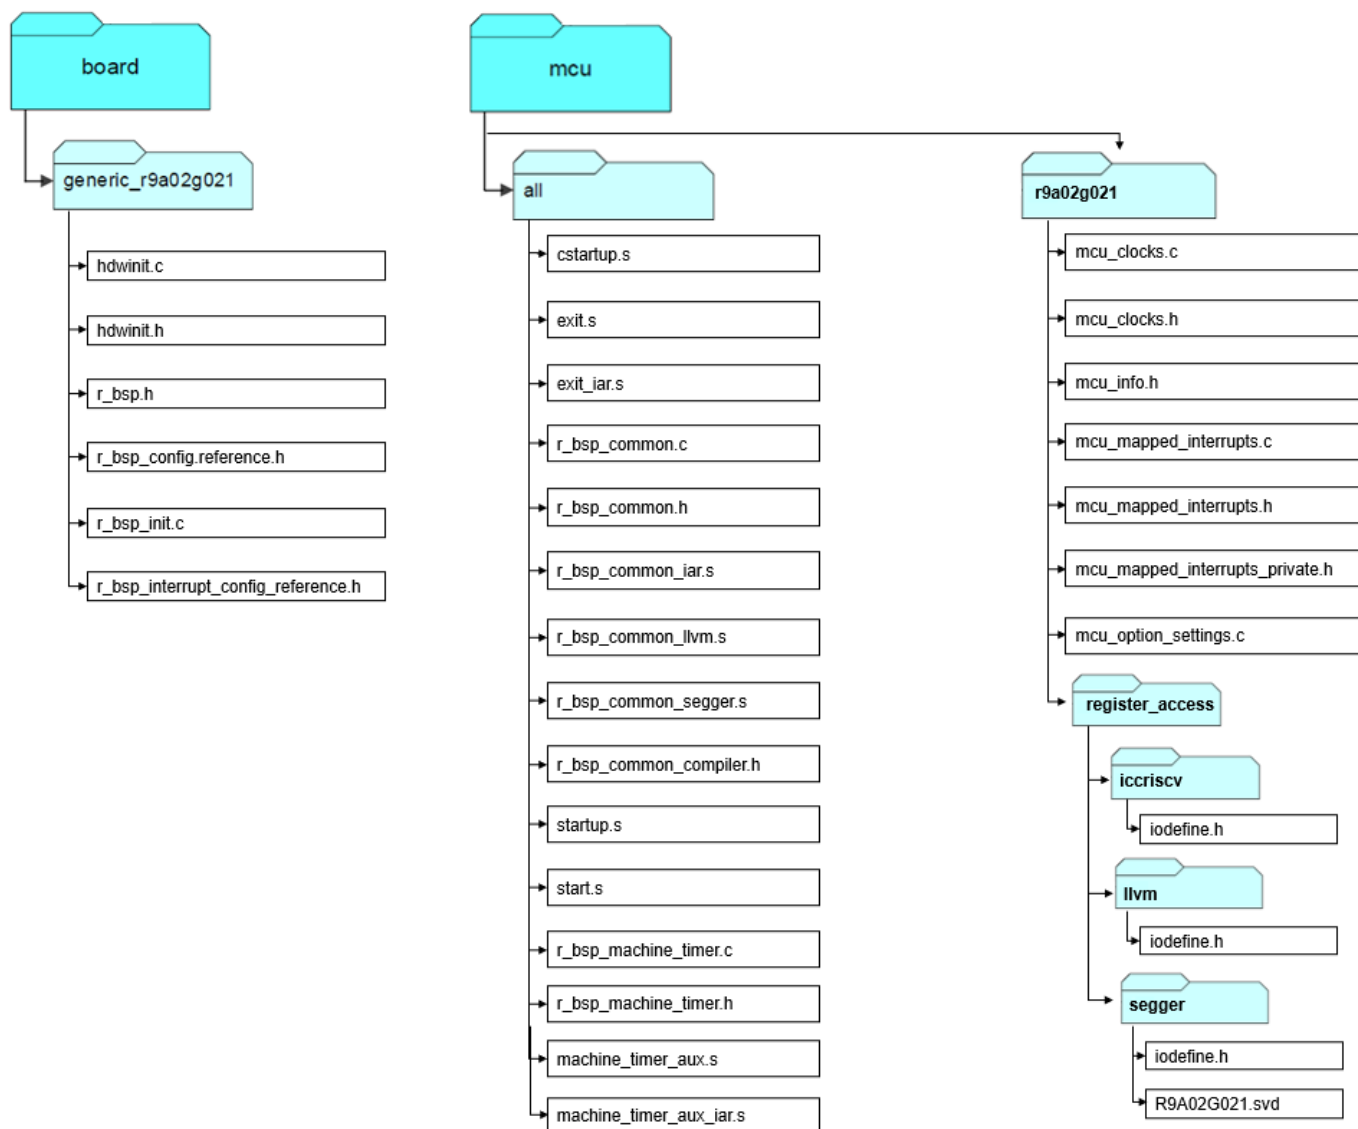 board
generic_r9a02g021
hdwinit.c
hdwinit.h
r_bsp.h
r_bsp_config.reference.h
r_bsp_init.c
r_bsp_interrupt_config_reference.h
mcu
all
cstartup.s
exit.s
exit_iar.s
r_bsp_common.c
r_bsp_common.h
r_bsp_common_iar.s
r_bsp_common_llvm.s
r_bsp_common_segger.s
r_bsp_common_compiler.h
startup.s
start.s
r_bsp_machine_timer.c
r_bsp_machine_timer.h
machine_timer_aux.s
machine_timer_aux_iar.s
r9a02g021
mcu_clocks.c
mcu_clocks.h
mcu_info.h
mcu_mapped_interrupts.c
mcu_mapped_interrupts.h
mcu_mapped_interrupts_private.h
mcu_option_settings.c
register_access
iccriscv
iodefine.h
llvm
iodefine.h
segger
iodefine.h
R9A02G021.svd